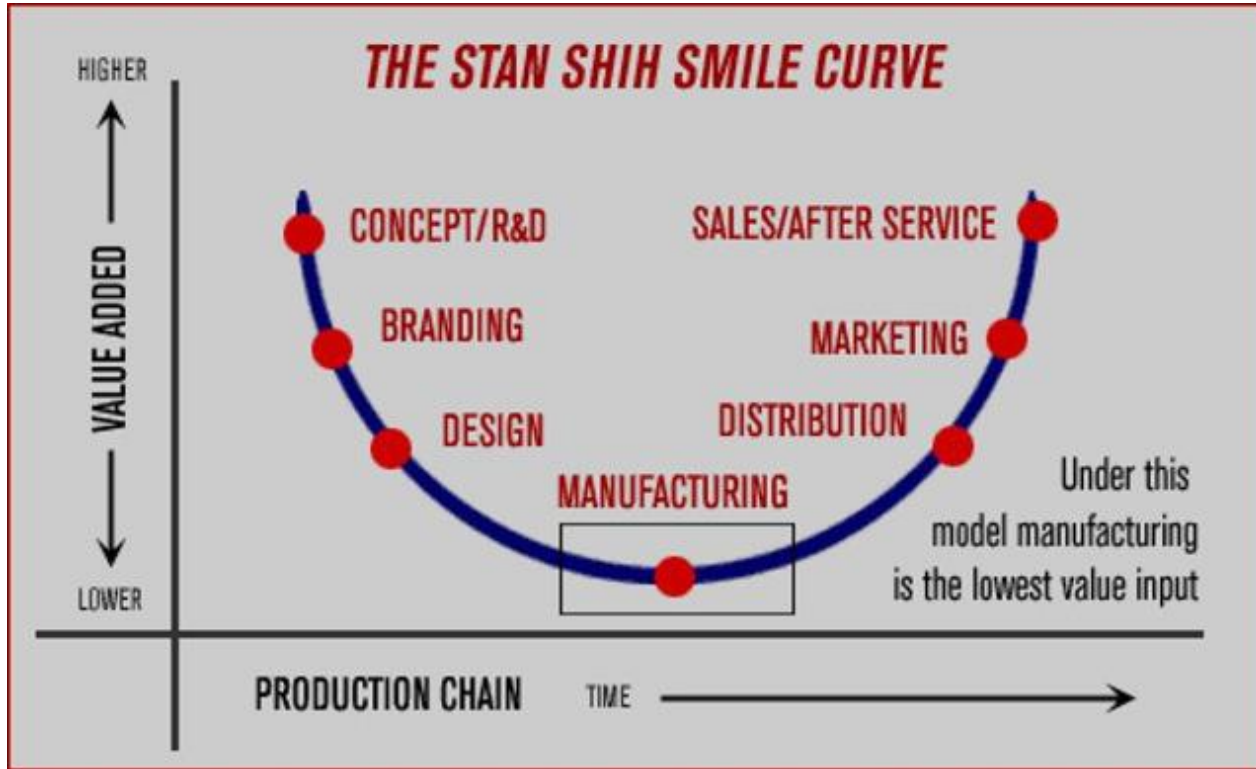 THE STAN SHIH SMILE CURVE
HIGHER
VALUE ADDED
LOWER
CONCEPT/R&D
BRANDING
DESIGN
MANUFACTURING
DISTRIBUTION
MARKETING
SALES/AFTER SERVICE
Under this
model manufacturing
is the lowest value input
PRODUCTION CHAIN
TIME